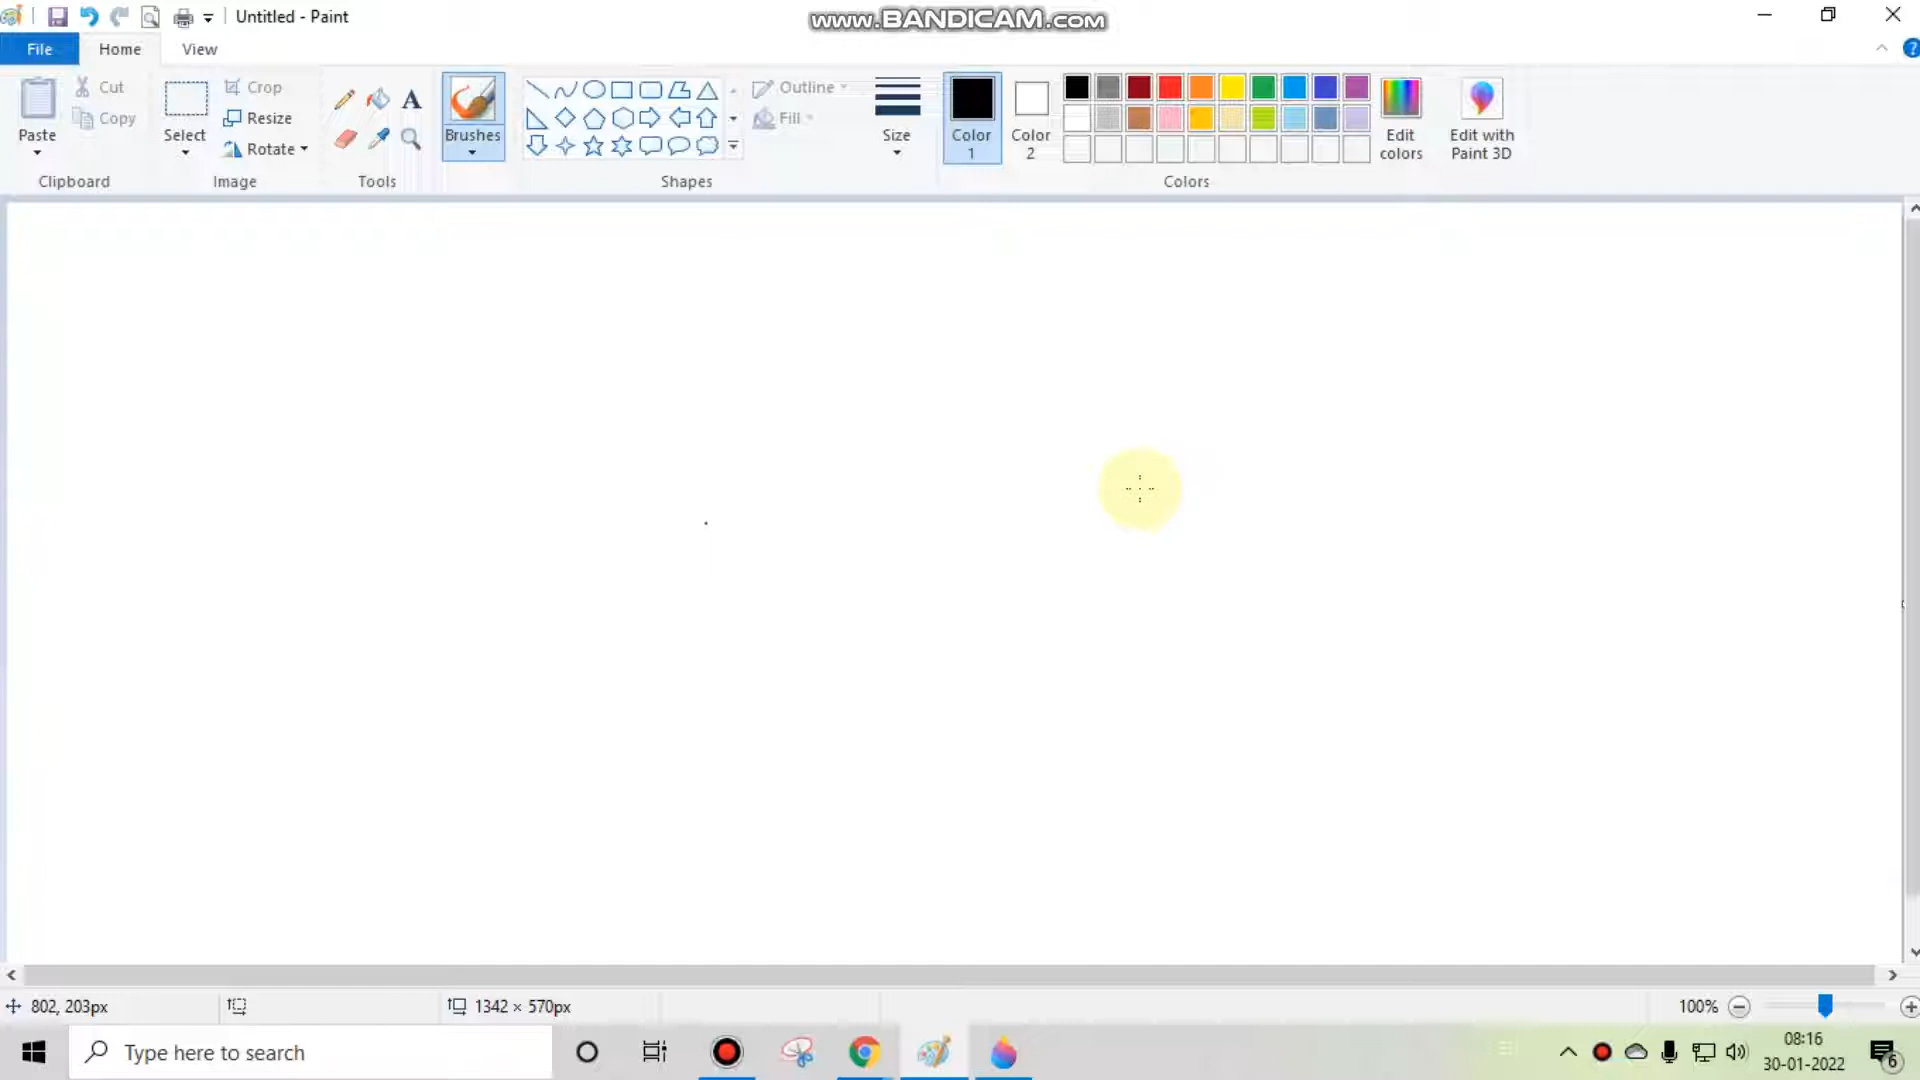 Untitled - Paint
www.BANDICAM.com
File
Home
View
Paste
Cut
Copy
Clipboard
Select
Crop
Resize
Rotate
Image
A
Tools
Brushes
Shapes
Outline
Fill
Size
Color 1
Color 2
Colors
Edit colors
Edit with Paint 3D
?
802, 203px
1342 × 570px
100%
Type here to search
08:16
30-01-2022
6